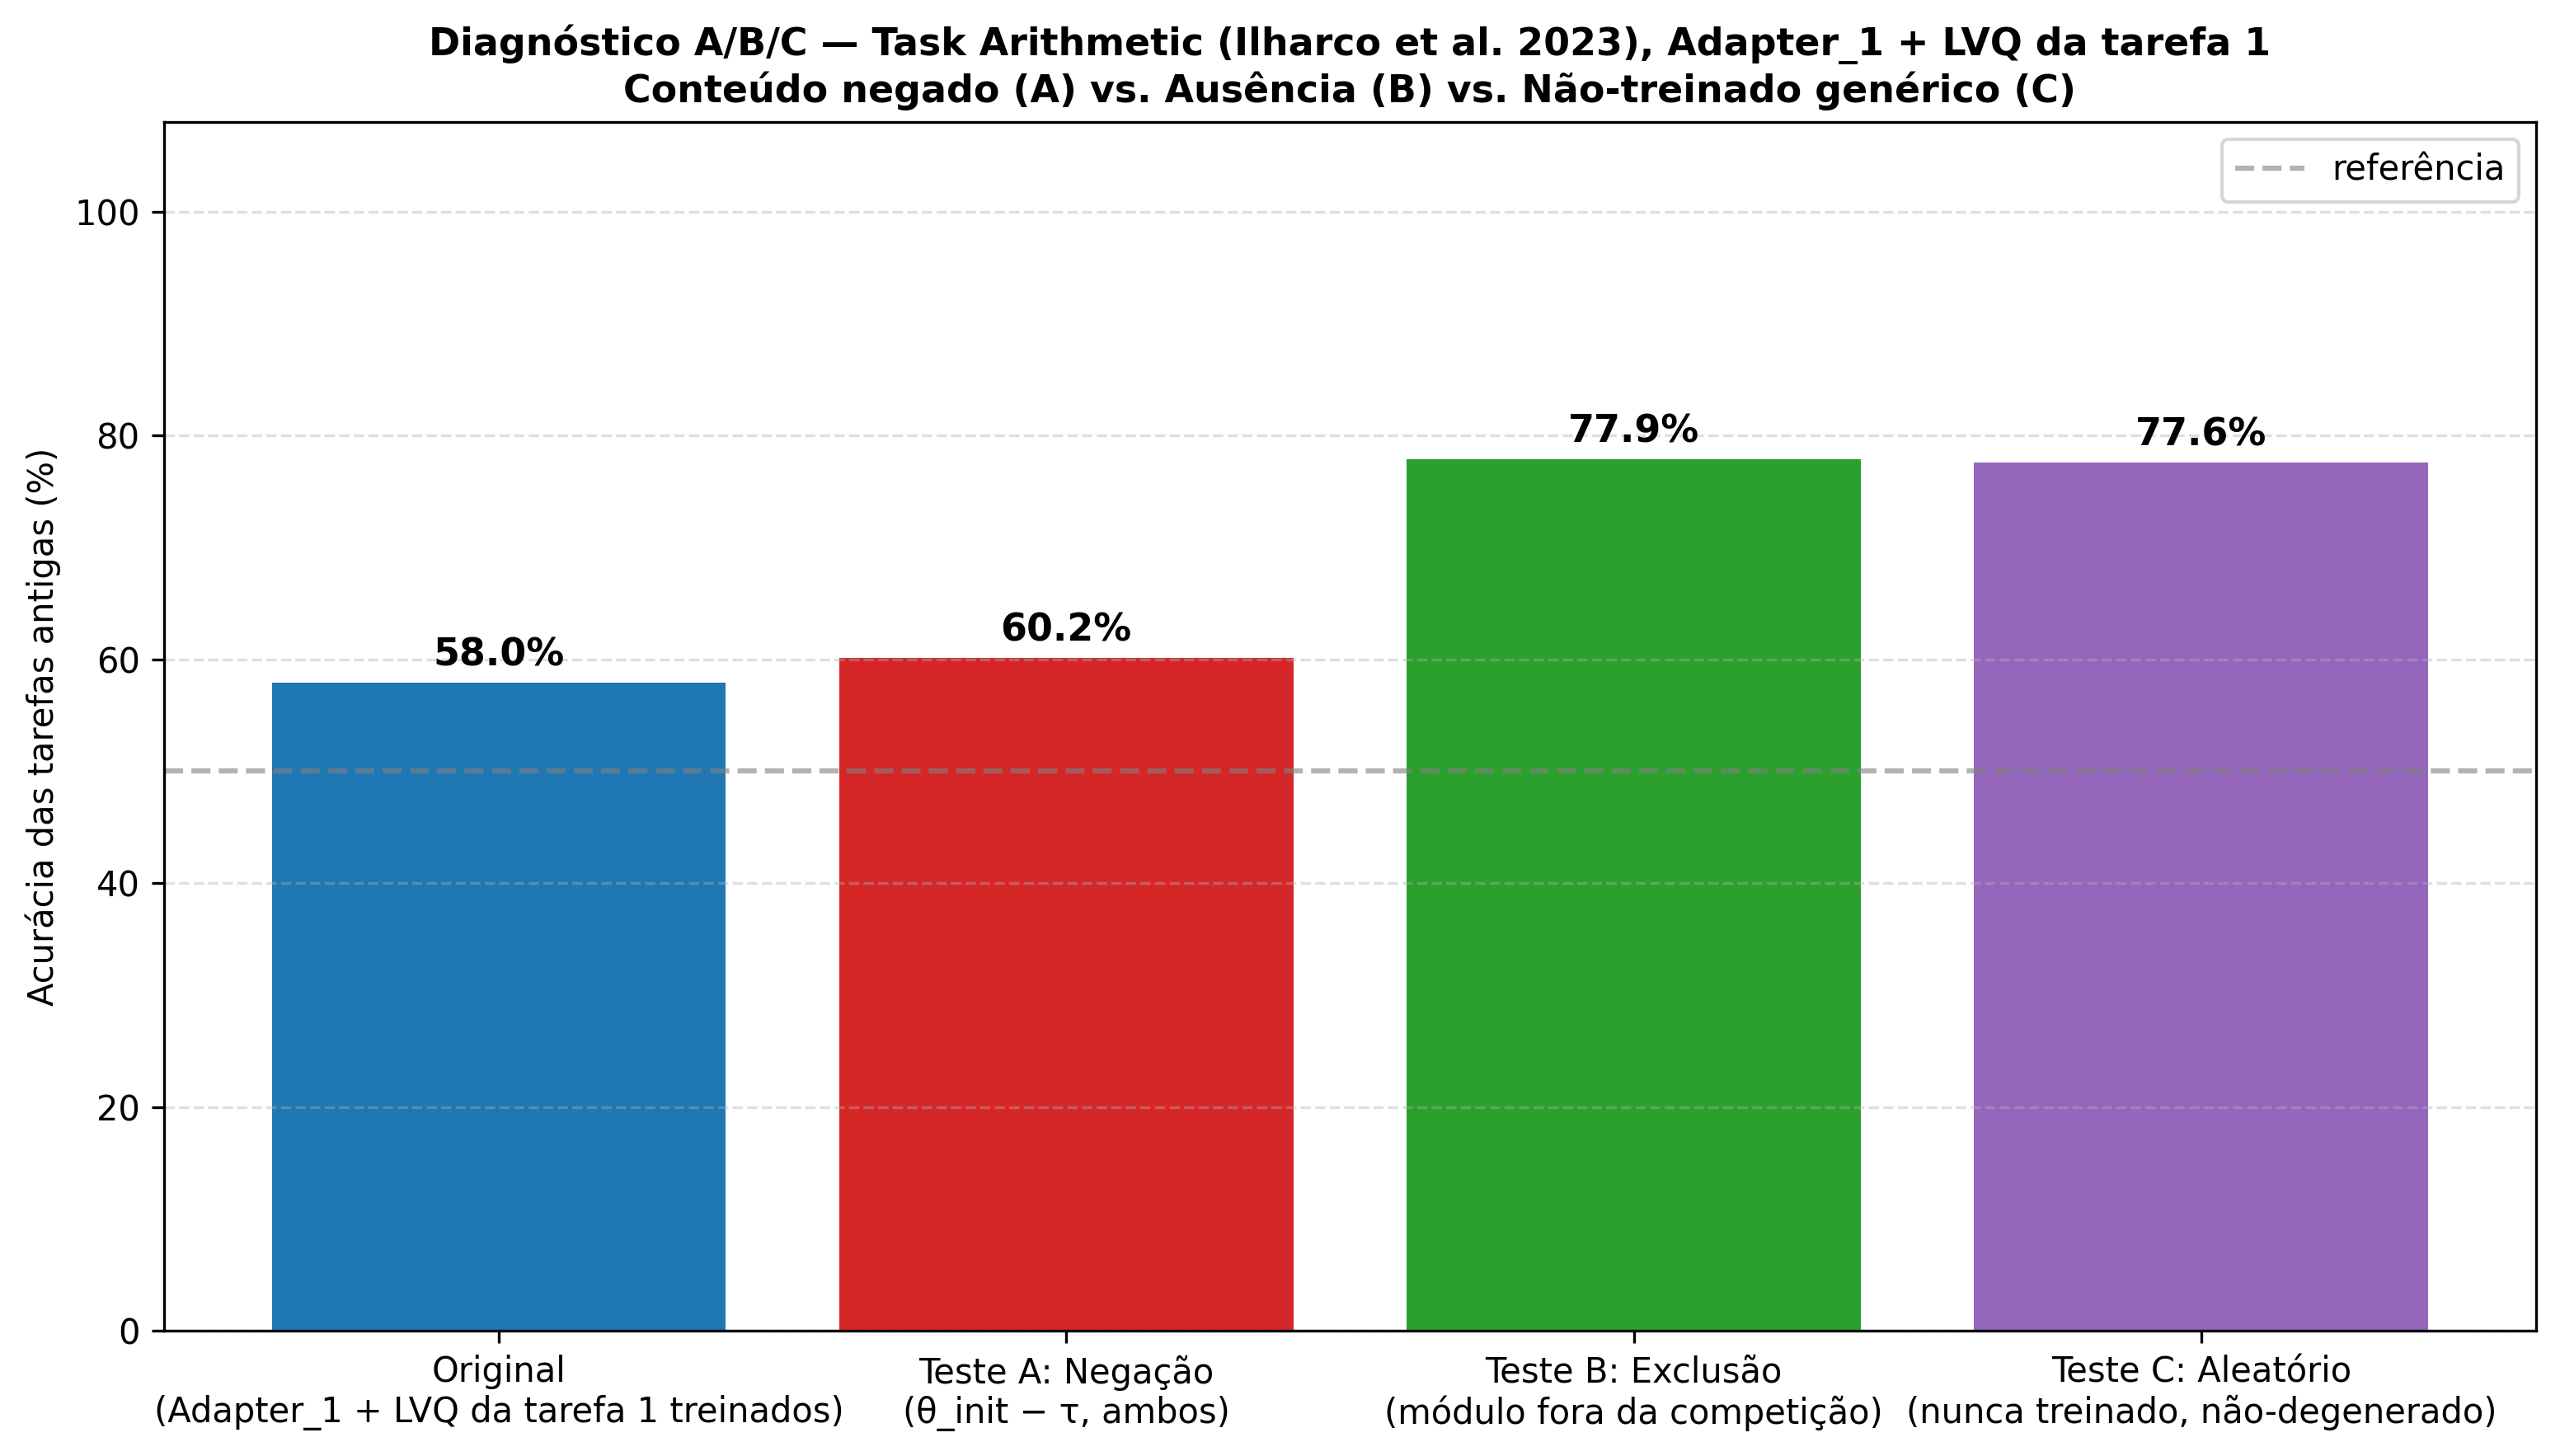 Diagnóstico A/B/C — Task Arithmetic (Ilharco et al. 2023), Adapter_1 + LVQ da tarefa 1
Conteúdo negado (A) vs. Ausência (B) vs. Não-treinado genérico (C)
referência
Acurácia das tarefas antigas (%)
100
80
60
40
20
0
58.0%
60.2%
77.9%
77.6%
Original
(Adapter_1 + LVQ da tarefa 1 treinados)
Teste A: Negação
(θ_init − τ, ambos)
Teste B: Exclusão
(módulo fora da competição)
Teste C: Aleatório
(nunca treinado, não-degenerado)